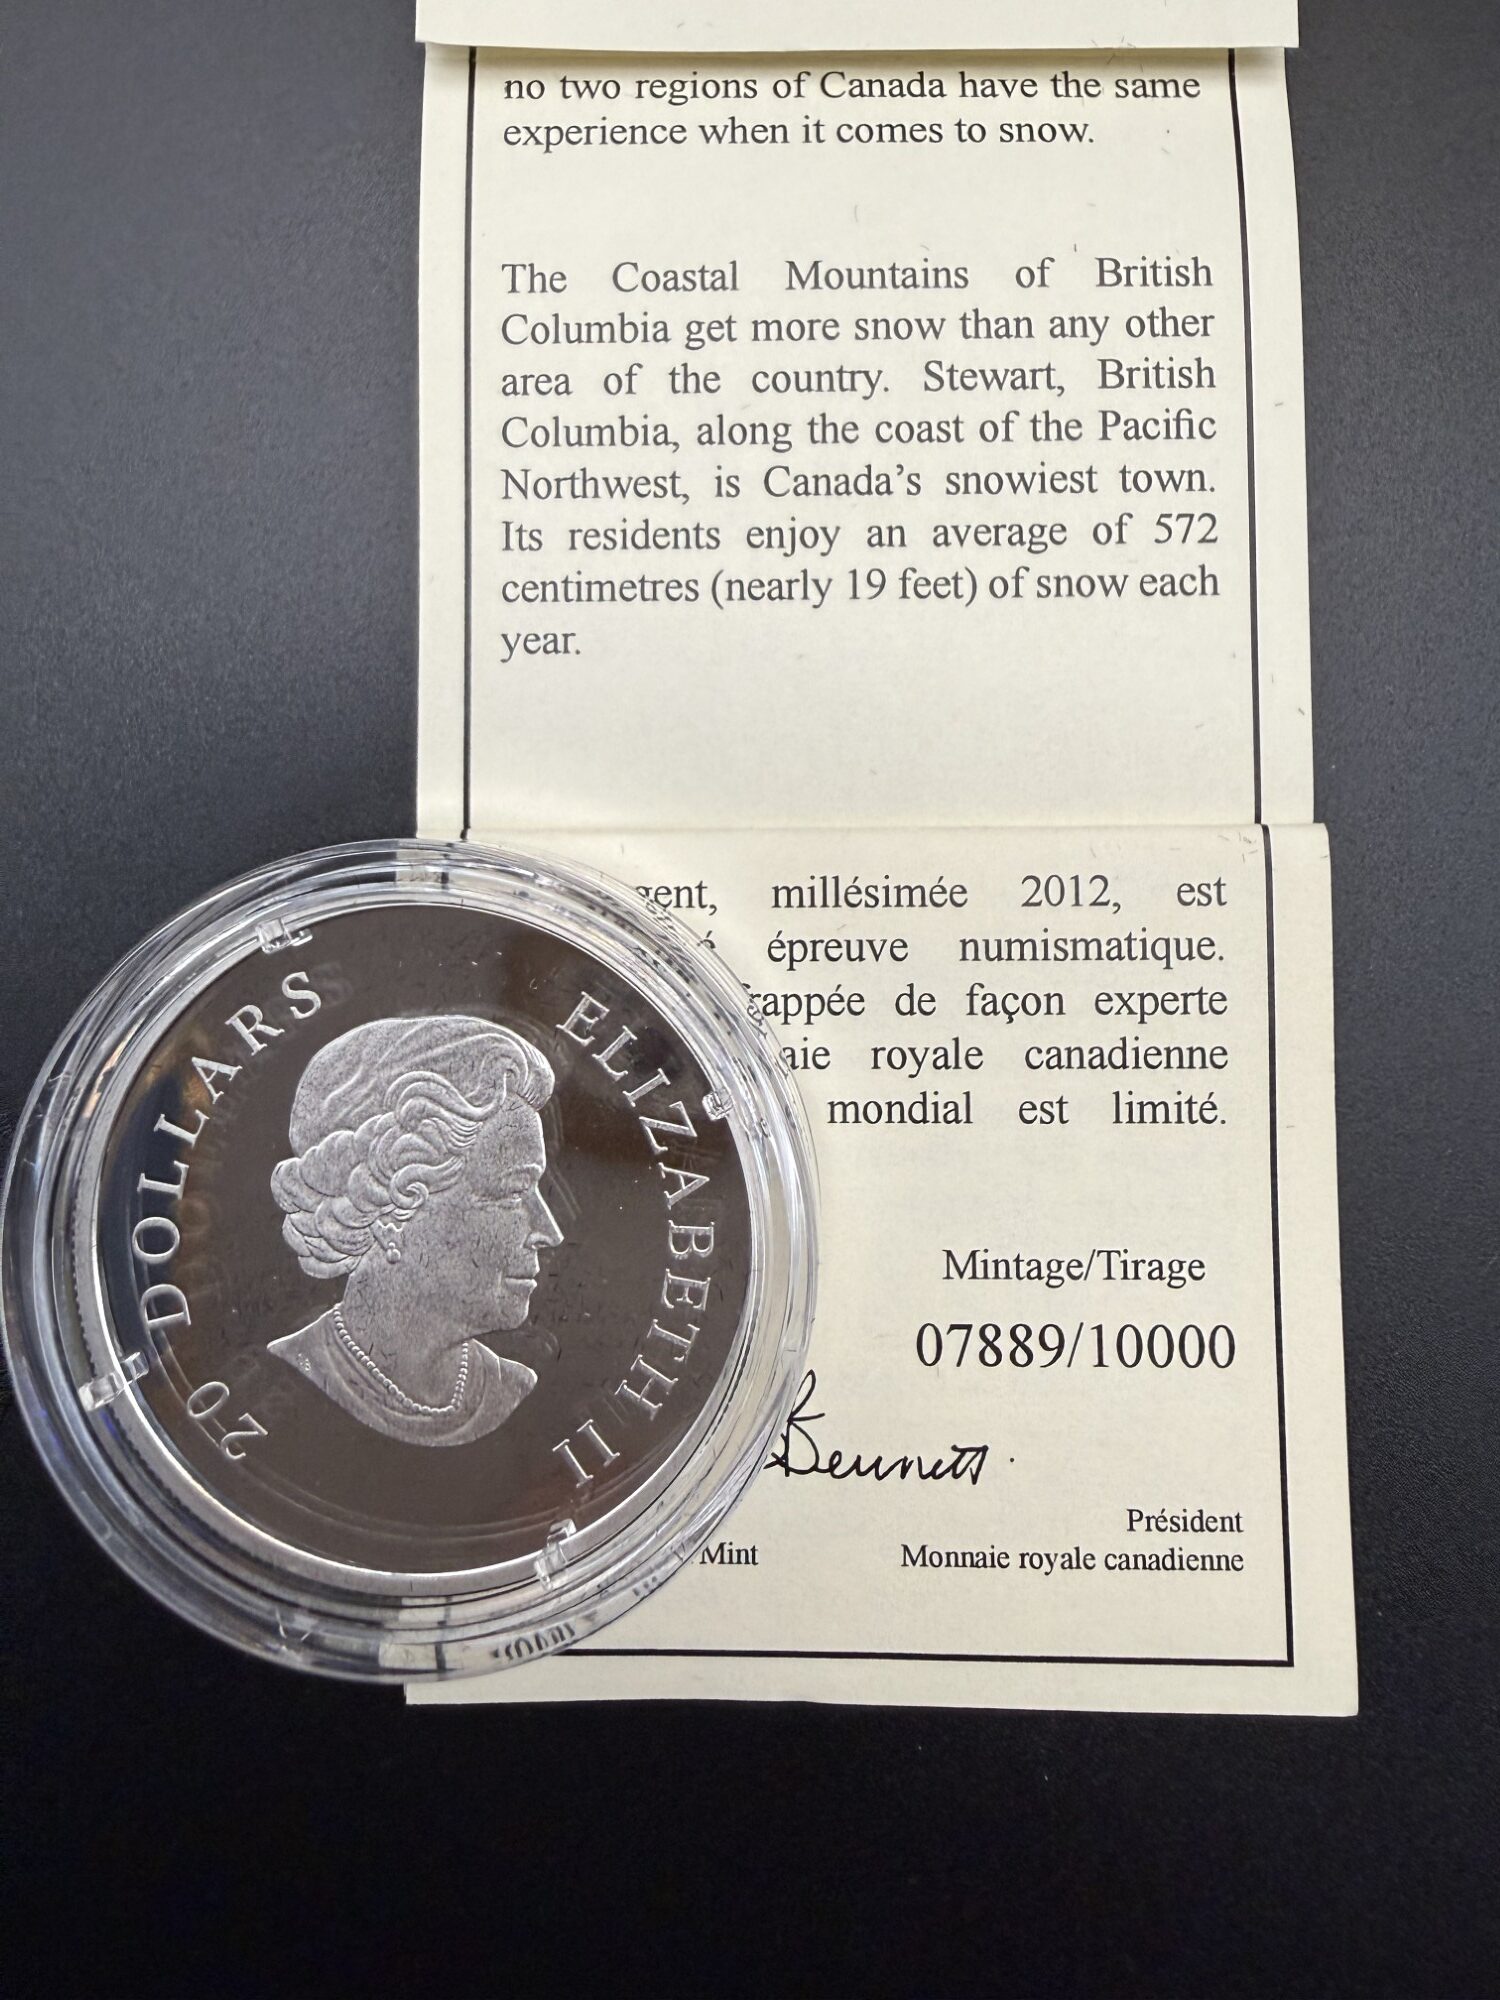 no two regions of Canada have the same
experience when it comes to snow.
The Coastal Mountains of British
Columbia get more snow than any other
area of the country. Stewart, British
Columbia, along the coast of the Pacific
Northwest, is Canada's snowiest town.
Its residents enjoy an average of 572
centimetres (nearly 19 feet) of snow each
year.
millésimée 2012, est
épreuve numismatique.
frappée de façon experte
royale canadienne
mondial est limité.
Mintage/Tirage
07889/10000
Bennett
Président
Mint Monnaie royale canadienne
20 DOLLARS
ELIZABETH II